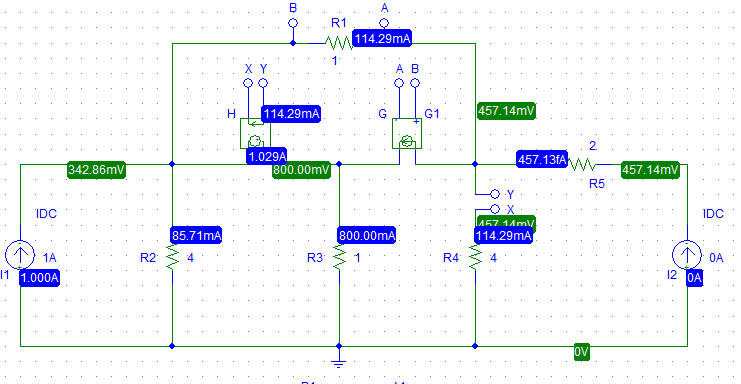 B
R1
A
114.29mA
1
X Y
A B
H
114.29mA
G
G1
457.14mV
1.029A
2
457.13fA
342.86mV
800.00mV
457.14mV
R5
Y
X
IDC
IDC
457.14mV
85.71mA
800.00mA
114.29mA
1A
R2
4
R3
1
R4
4
0A
I1
1.000A
I2
0A
0V